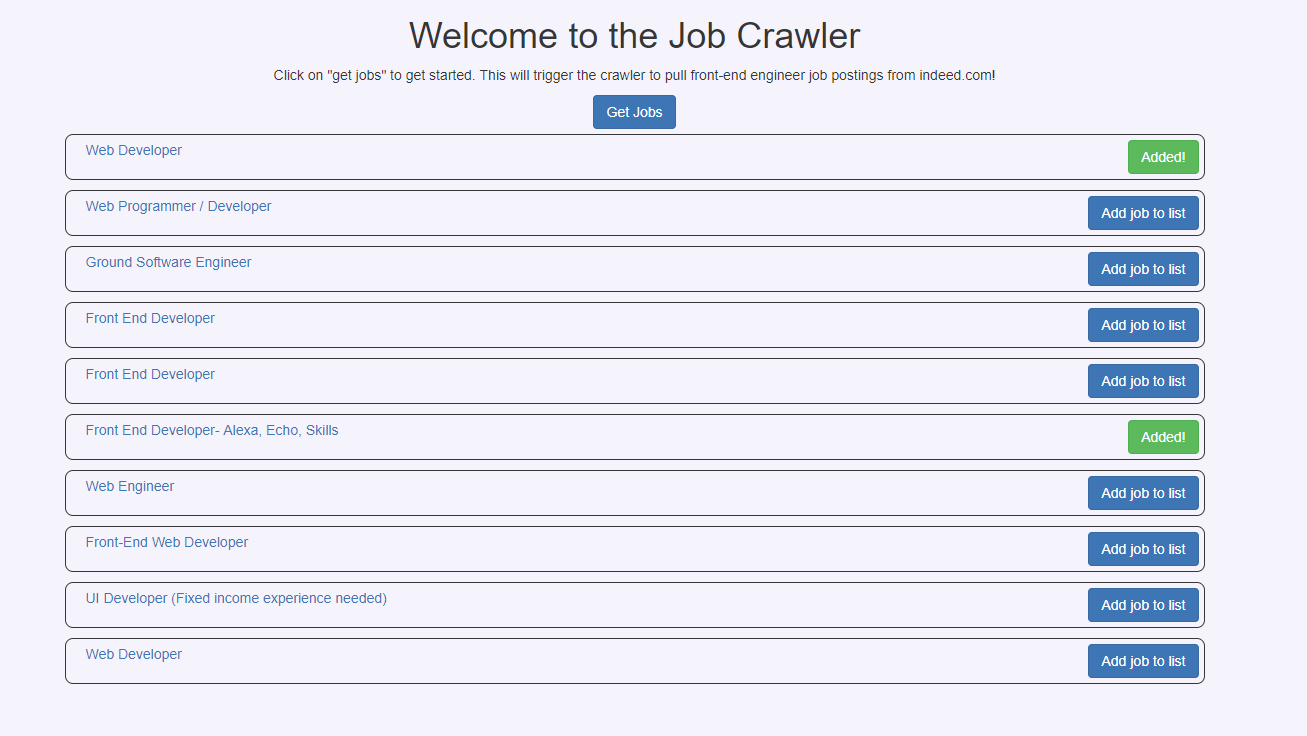 Welcome to the Job Crawler
Click on "get jobs" to get started. This will trigger the crawler to pull front-end engineer job postings from indeed.com!
Get Jobs
Web Developer
Added!
Web Programmer / Developer
Add job to list
Ground Software Engineer
Add job to list
Front End Developer
Add job to list
Front End Developer
Add job to list
Front End Developer- Alexa, Echo, Skills
Added!
Web Engineer
Add job to list
Front-End Web Developer
Add job to list
UI Developer (Fixed income experience needed)
Add job to list
Web Developer
Add job to list